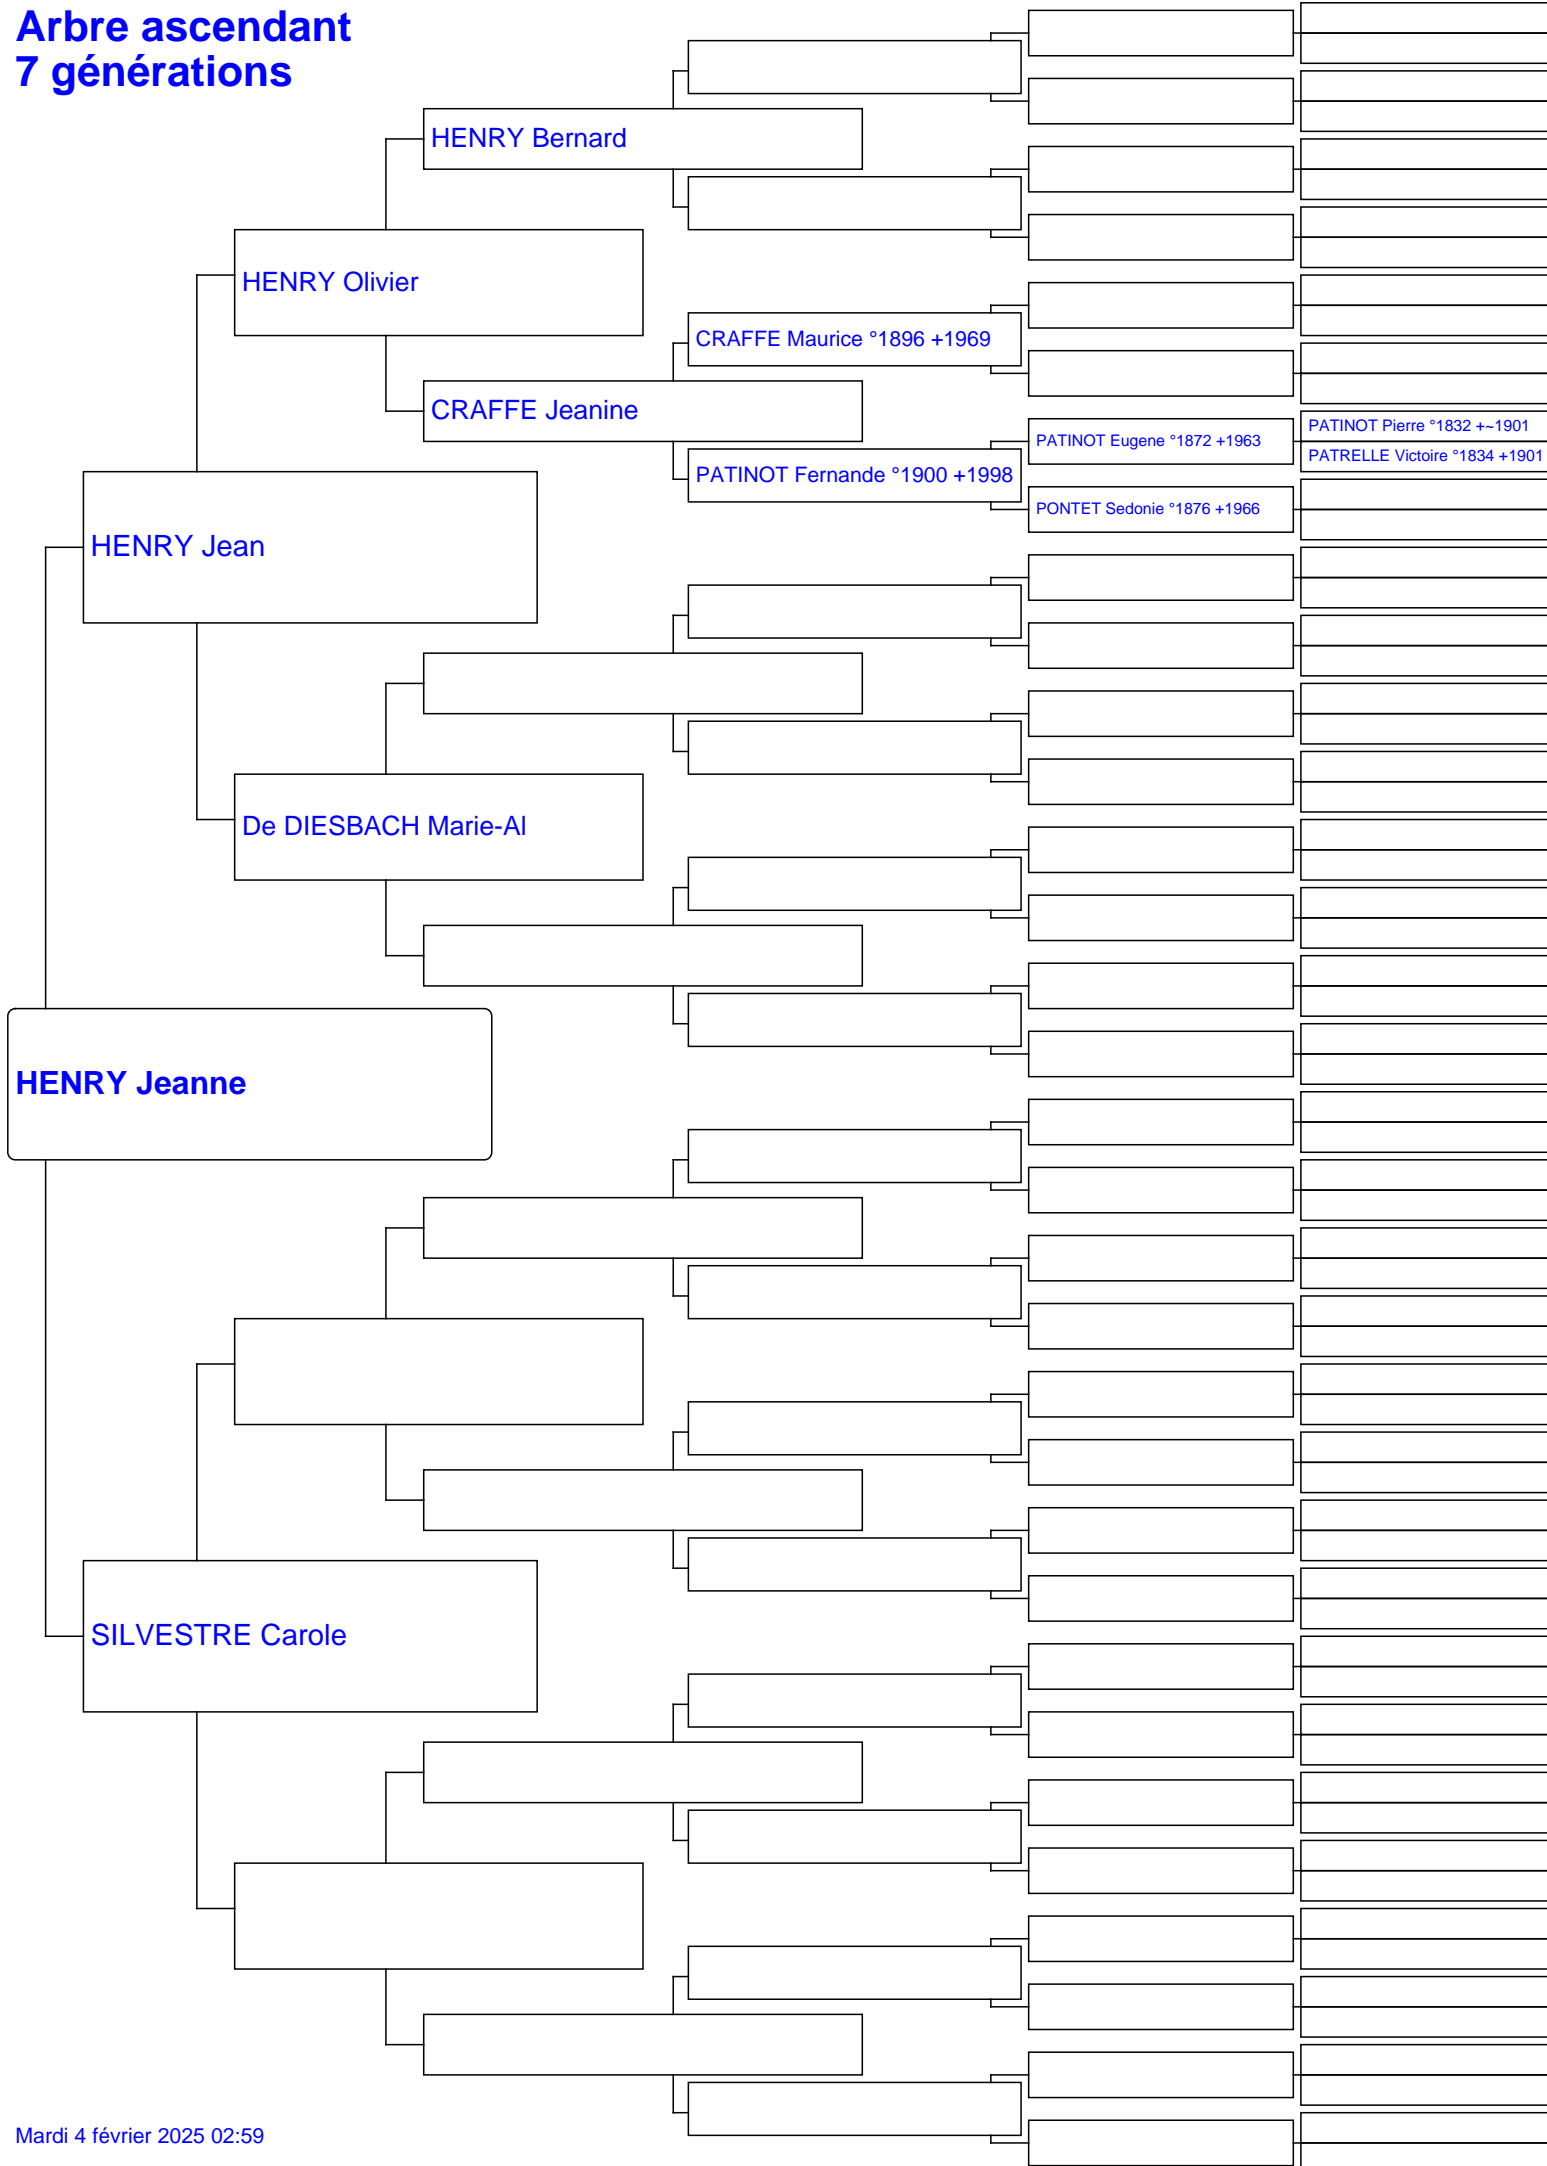 Arbre ascendant
7 générations
HENRY Bernard
HENRY Olivier
CRAFFE Maurice °1896 +1969
CRAFFE Jeanine
PATINOT Eugene °1872 +1963
PATINOT Pierre °1832 +~1901
PATRELLE Victoire °1834 +1901
PATINOT Fernande °1900 +1998
PONTET Sedonie °1876 +1966
HENRY Jean
De DIESBACH Marie-Al
HENRY Jeanne
SILVESTRE Carole
Mardi 4 février 2025 02:59